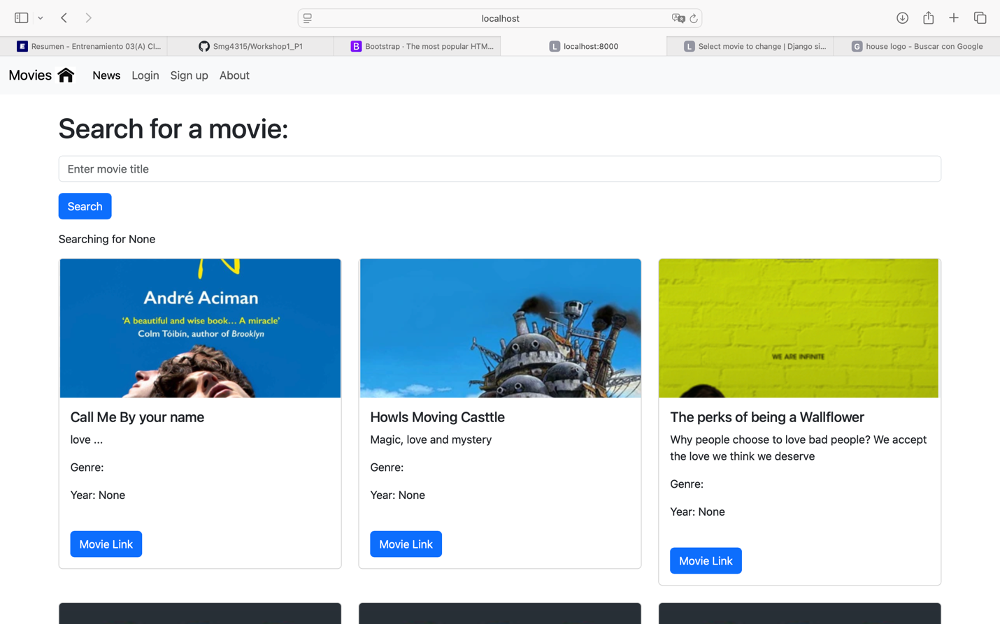 localhost
Resumen - Entrenamiento 03(A) Cl...
Smg4315/Workshop1_P1
B Bootstrap · The most popular HTM...
L localhost:8000
L Select movie to change | Django si...
G house logo - Buscar con Google
Movies News Login Sign up About
Search for a movie:
Enter movie title
Search
Searching for None
André Aciman
‘A beautiful and wise book... A miracle’
Colm Tóibín, author of Brooklyn
Call Me By your name
love ...
Genre:
Year: None
Movie Link
Howls Moving Casttle
Magic, love and mystery
Genre:
Year: None
Movie Link
WE ARE INFINITE
The perks of being a Wallflower
Why people choose to love bad people? We accept
the love we think we deserve
Genre:
Year: None
Movie Link